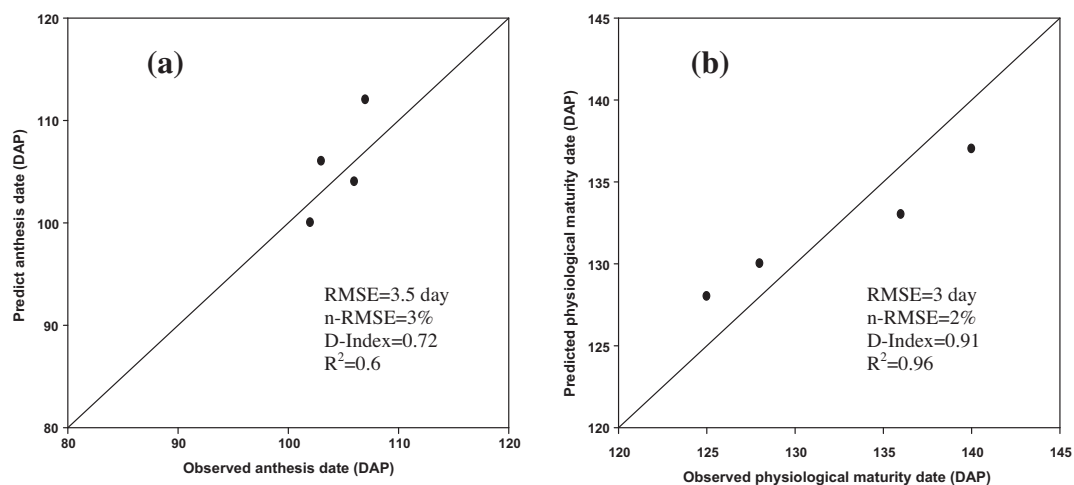 120
110
100
90
80
80
90
100
110
120
Predict anthesis date (DAP)
Observed anthesis date (DAP)
(a)
RMSE=3.5 day
n-RMSE=3%
D-Index=0.72
R²=0.6
145
140
135
130
125
120
120
125
130
135
140
145
Predicted physiological maturity date (DAP)
Observed physiological maturity date (DAP)
(b)
RMSE=3 day
n-RMSE=2%
D-Index=0.91
R²=0.96